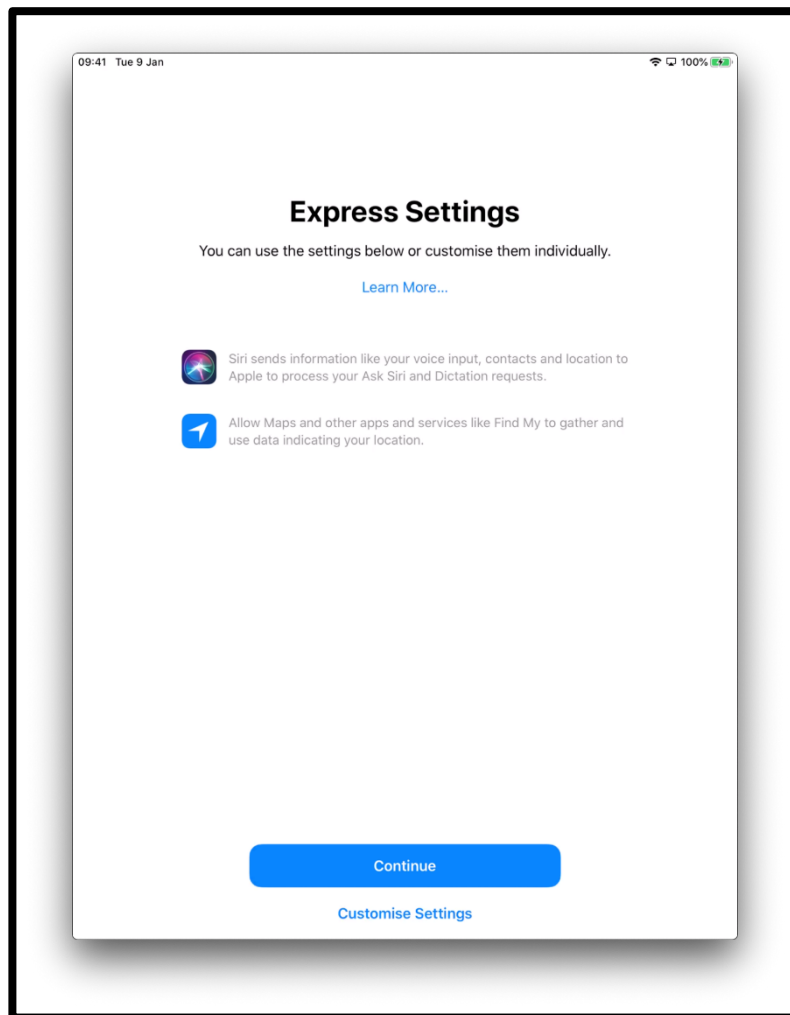 09:41 Tue 9 Jan
100%
Express Settings
You can use the settings below or customise them individually.
Learn More...
Siri sends information like your voice input, contacts and location to
Apple to process your Ask Siri and Dictation requests.
Allow Maps and other apps and services like Find My to gather and
use data indicating your location.
Continue
Customise Settings